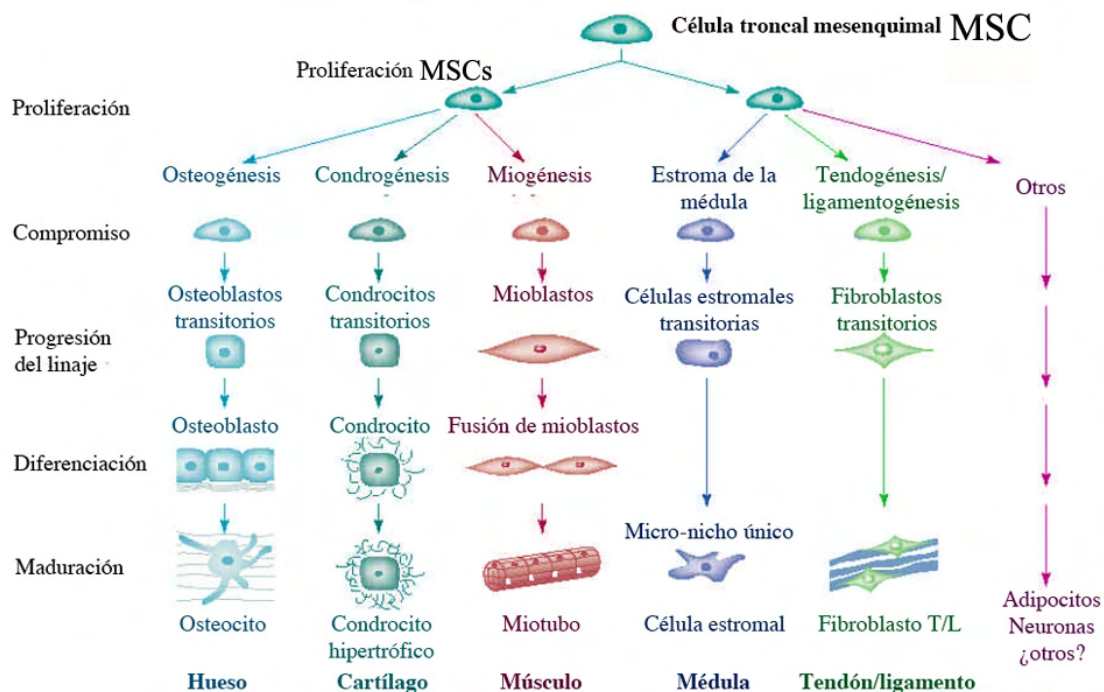 Célula troncal mesenquimal MSC
Proliferación MSCs
Proliferación
Osteogénesis
Condrogénesis
Miogénesis
Estroma de la
médula
Tendogénesis/
ligamentogénesis
Otros
Compromiso
Osteoblastos
transitorios
Condrocitos
transitorios
Mioblastos
Células estromales
transitorias
Fibroblastos
transitorios
Progresión
del linaje
Osteoblasto
Condrocito
Fusión de mioblastos
Diferenciación
Micro-nicho único
Maduración
Osteocito
Condrocito
hipertrófico
Miotubo
Célula estromal
Fibroblasto T/L
Adipocitos
Neuronas
¿otros?
Hueso
Cartílago
Músculo
Médula
Tendón/ligamento